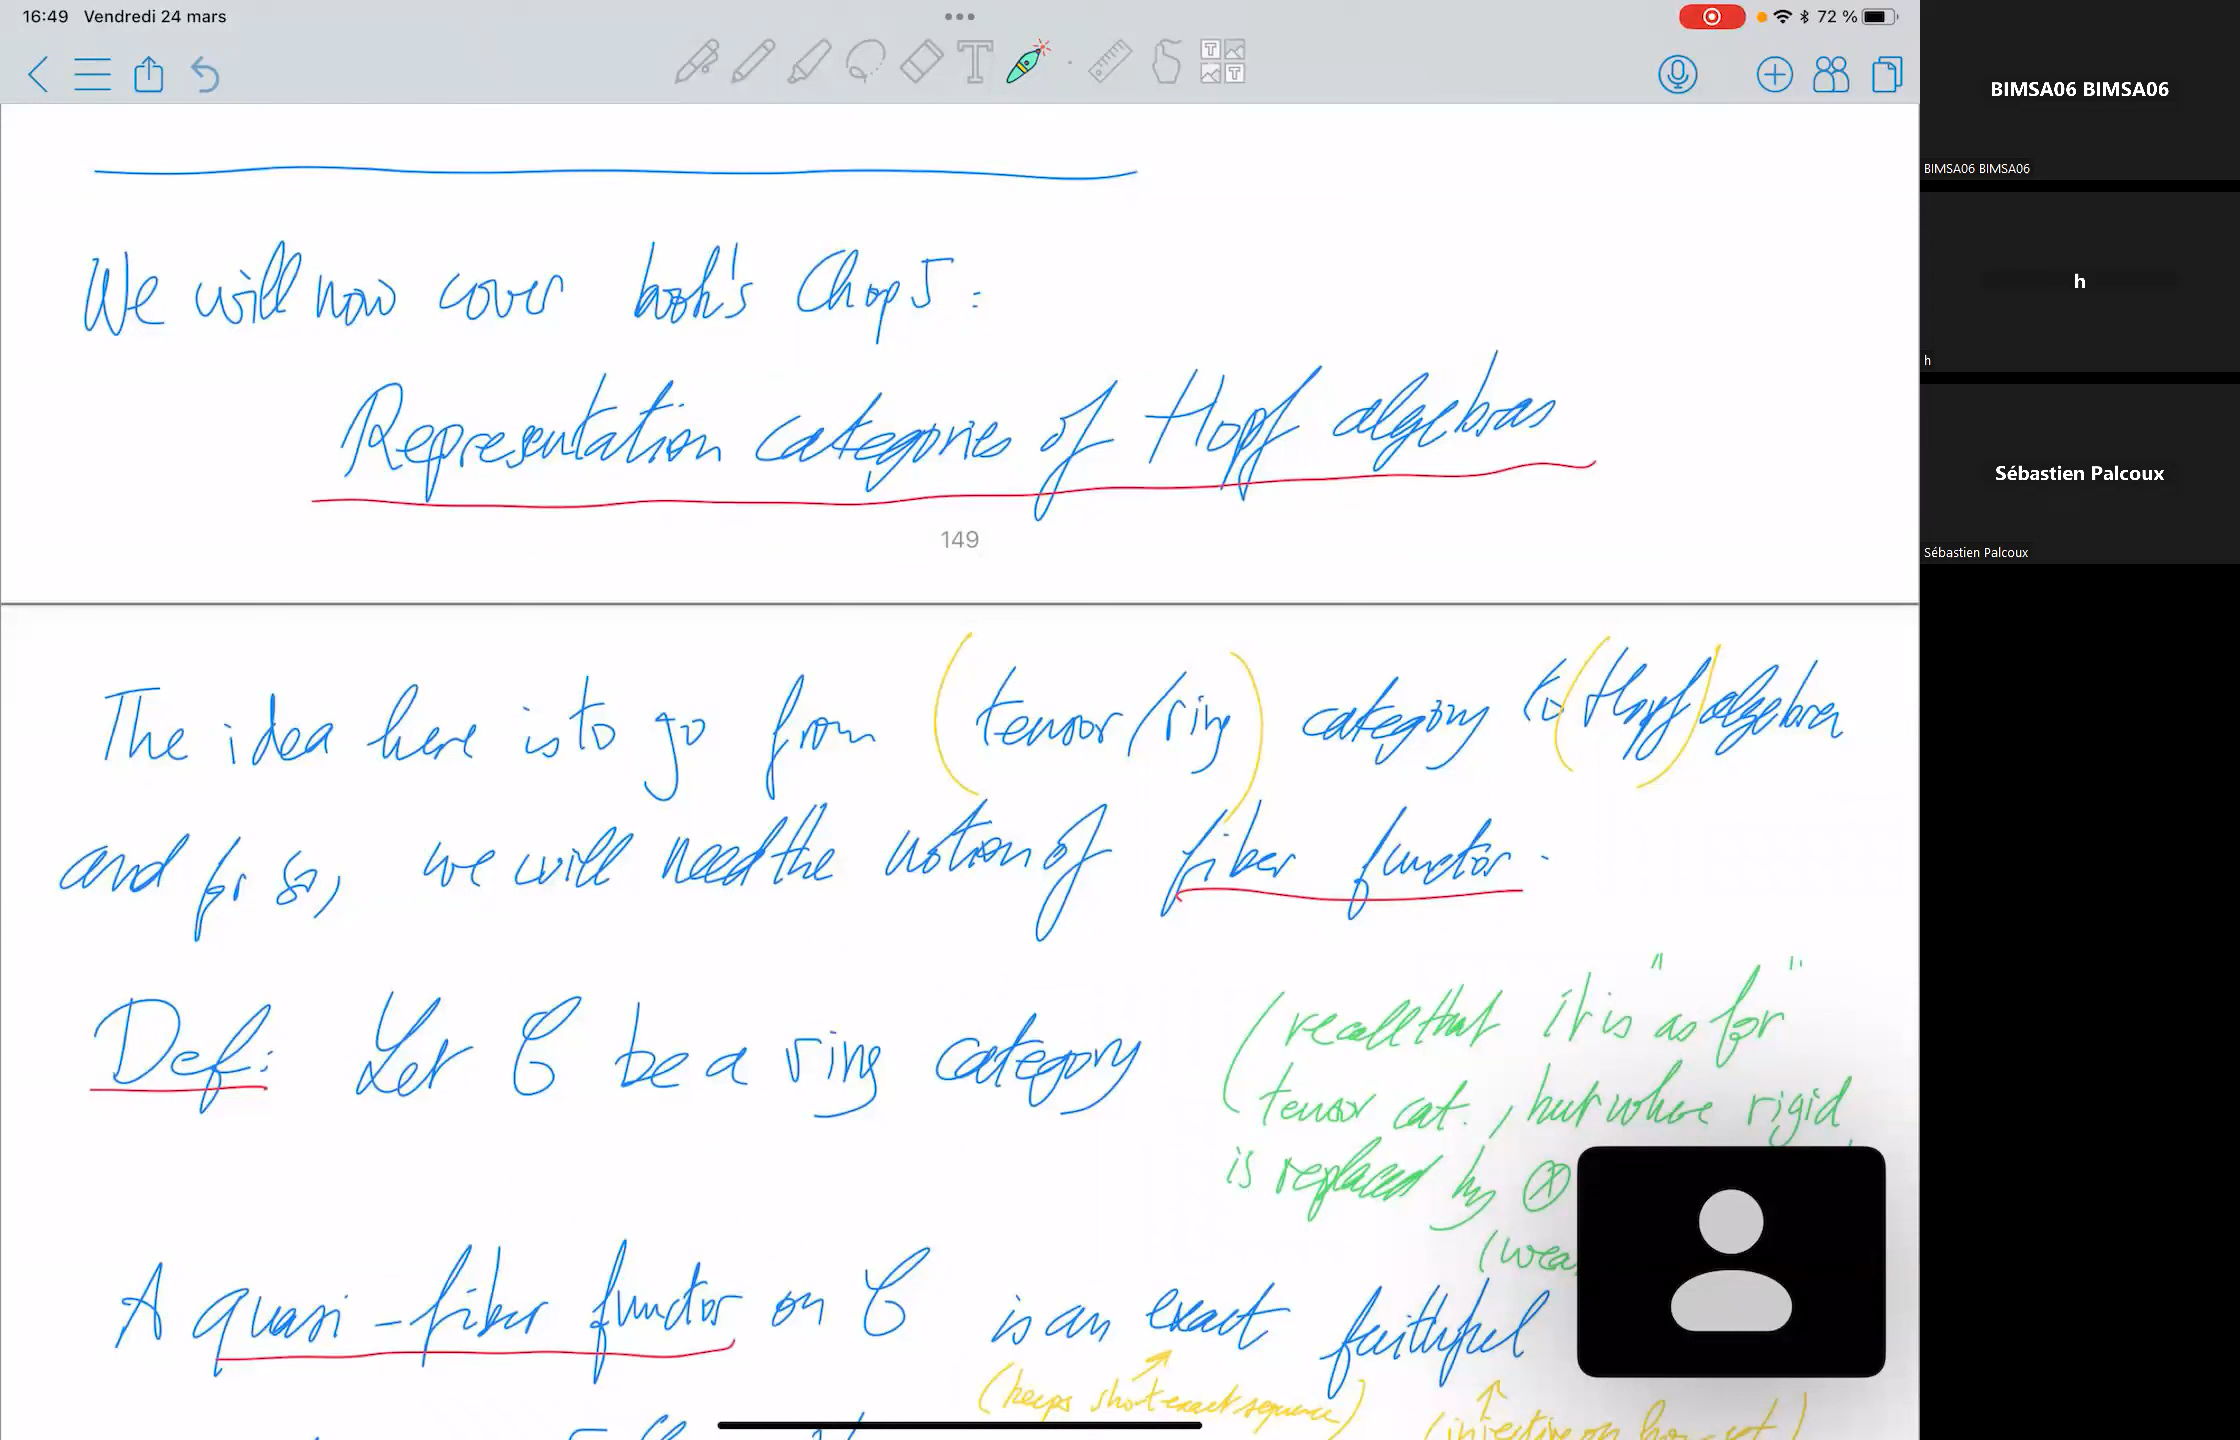 16:49 Vendredi 24 mars
72 %
We will now cover book's Chap 5 :
Representation categories of Hopf algebras
149
The idea here is to go from (tensor/ring) category to (Hopf) algebra
and for so, we will need the notion of fiber functor.
Def: Let C be a ring category
(recall that it is "as for"
tensor cat., but where rigid
is replaced by ⊗
A quasi-fiber functor on C is an exact faithful
(keeps short exact sequence)
(injective on
BIMSA06 BIMSA06
BIMSA06 BIMSA06
h
h
Sébastien Palcoux
Sébastien Palcoux